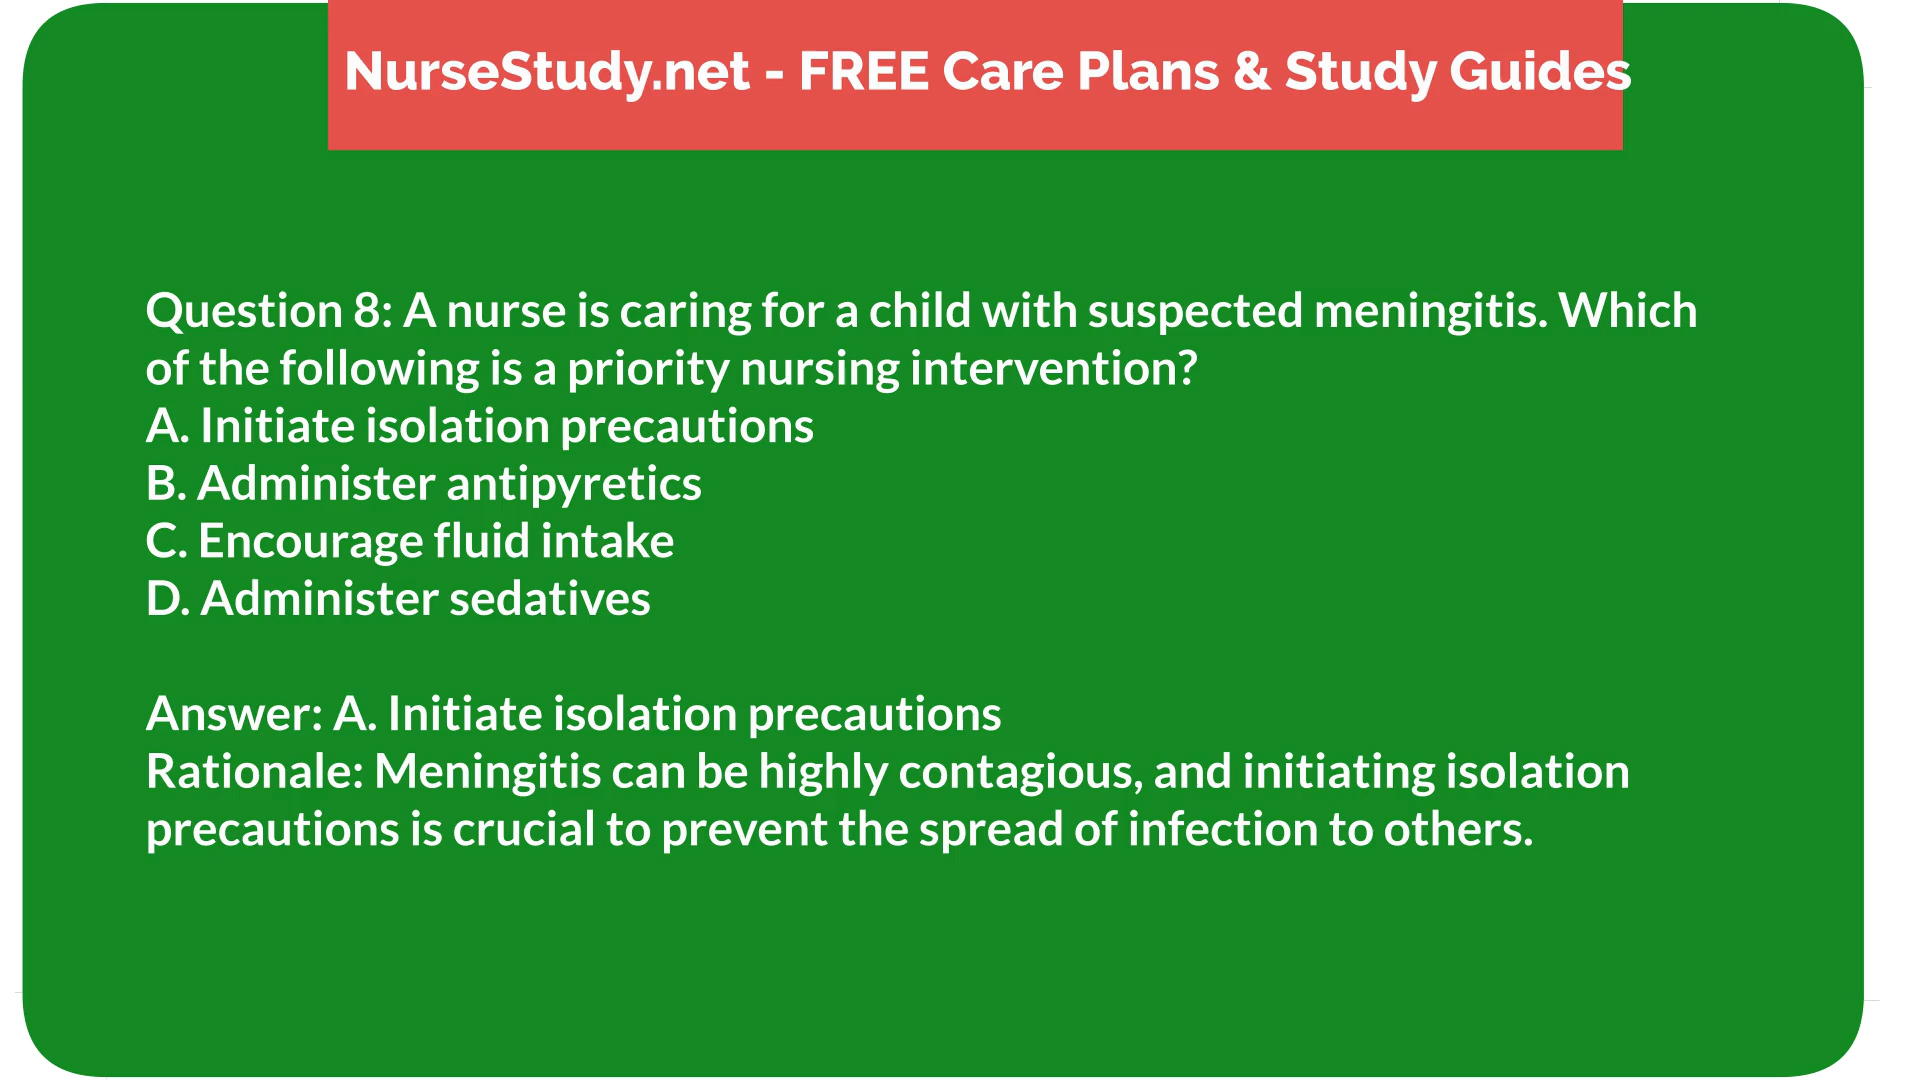 NurseStudy.net - FREE Care Plans & Study Guides
Question 8: A nurse is caring for a child with suspected meningitis. Which
of the following is a priority nursing intervention?
A. Initiate isolation precautions
B. Administer antipyretics
C. Encourage fluid intake
D. Administer sedatives
Answer: A. Initiate isolation precautions
Rationale: Meningitis can be highly contagious, and initiating isolation
precautions is crucial to prevent the spread of infection to others.